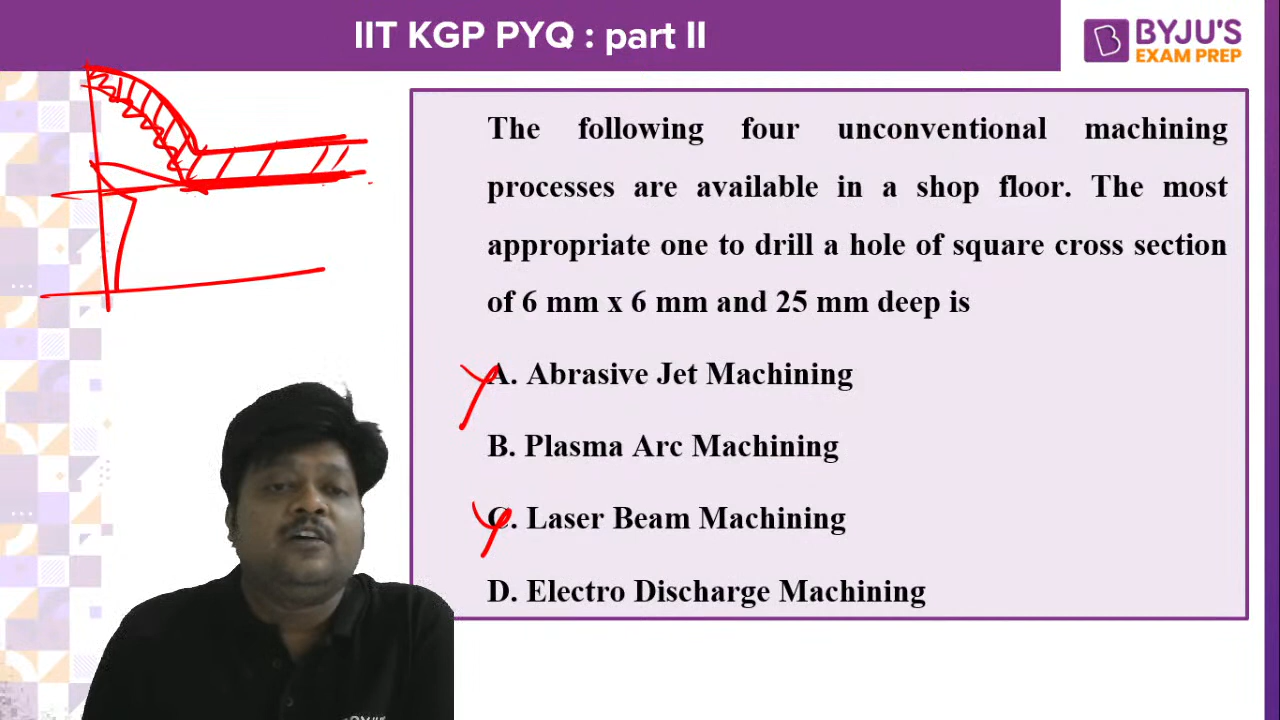 IIT KGP PYQ : part II
BYJU'S
EXAM PREP
The following four unconventional machining
processes are available in a shop floor. The most
appropriate one to drill a hole of square cross section
of 6 mm x 6 mm and 25 mm deep is
A. Abrasive Jet Machining
B. Plasma Arc Machining
C. Laser Beam Machining
D. Electro Discharge Machining